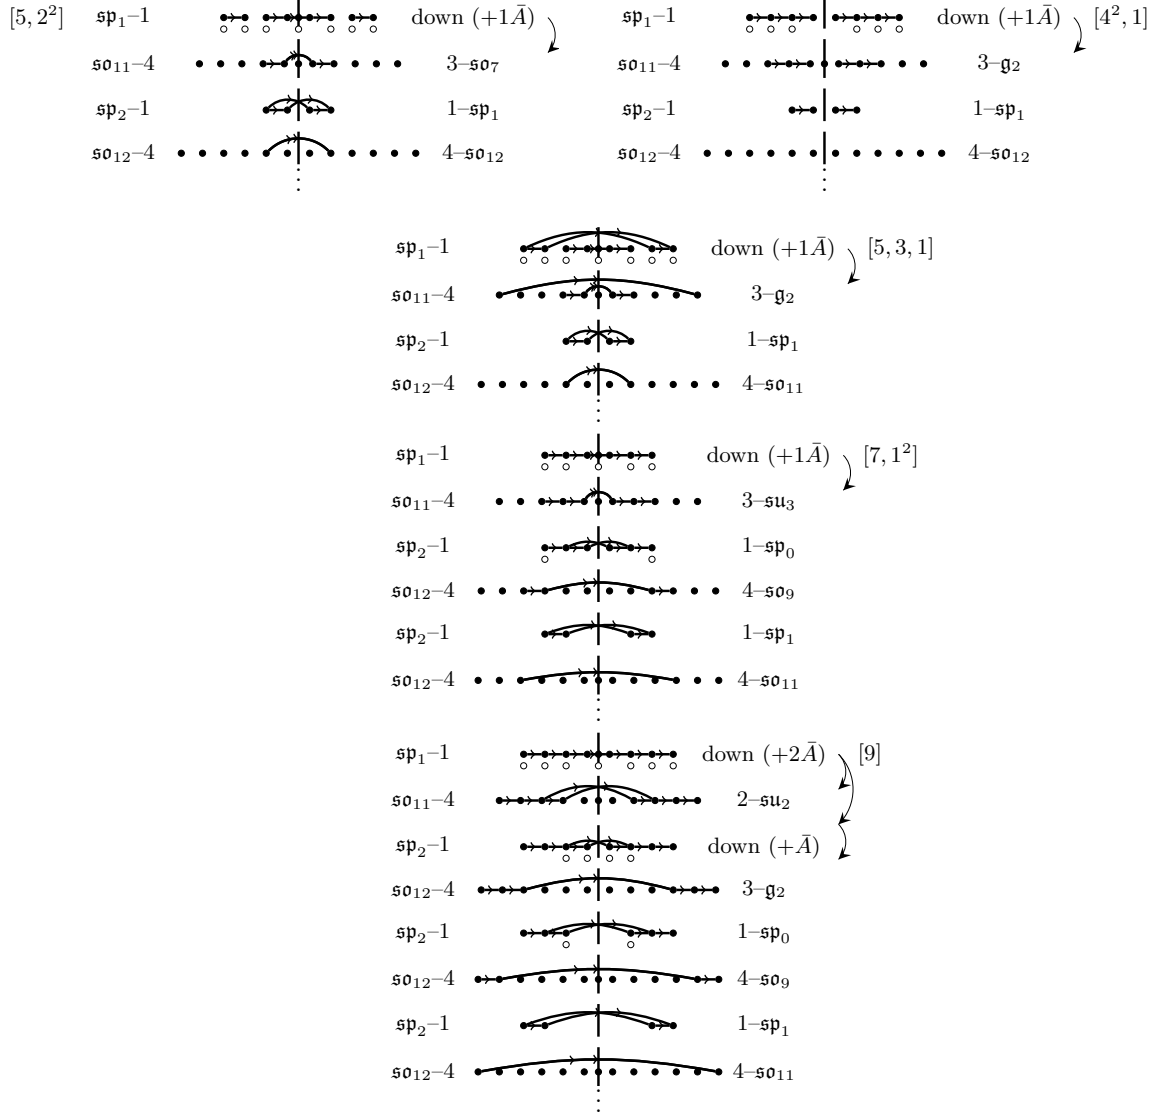 [5, 2²] 𝔰𝔭₁–1 down (+1Ā)
𝔰𝔬₁₁–4 3–𝔰𝔬₇
𝔰𝔭₂–1 1–𝔰𝔭₁
𝔰𝔬₁₂–4 4–𝔰𝔬₁₂
𝔰𝔭₁–1 down (+1Ā) [4², 1]
𝔰𝔬₁₁–4 3–𝔤₂
𝔰𝔭₂–1 1–𝔰𝔭₁
𝔰𝔬₁₂–4 4–𝔰𝔬₁₂
𝔰𝔭₁–1 down (+1Ā) [5, 3, 1]
𝔰𝔬₁₁–4 3–𝔤₂
𝔰𝔭₂–1 1–𝔰𝔭₁
𝔰𝔬₁₂–4 4–𝔰𝔬₁₁
𝔰𝔭₁–1 down (+1Ā) [7, 1²]
𝔰𝔬₁₁–4 3–𝔰𝔲₃
𝔰𝔭₂–1 1–𝔰𝔭₀
𝔰𝔬₁₂–4 4–𝔰𝔬₉
𝔰𝔭₂–1 1–𝔰𝔭₁
𝔰𝔬₁₂–4 4–𝔰𝔬₁₁
𝔰𝔭₁–1 down (+2Ā) [9]
𝔰𝔬₁₁–4 2–𝔰𝔲₂
𝔰𝔭₂–1 down (+Ā)
𝔰𝔬₁₂–4 3–𝔤₂
𝔰𝔭₂–1 1–𝔰𝔭₀
𝔰𝔬₁₂–4 4–𝔰𝔬₉
𝔰𝔭₂–1 1–𝔰𝔭₁
𝔰𝔬₁₂–4 4–𝔰𝔬₁₁